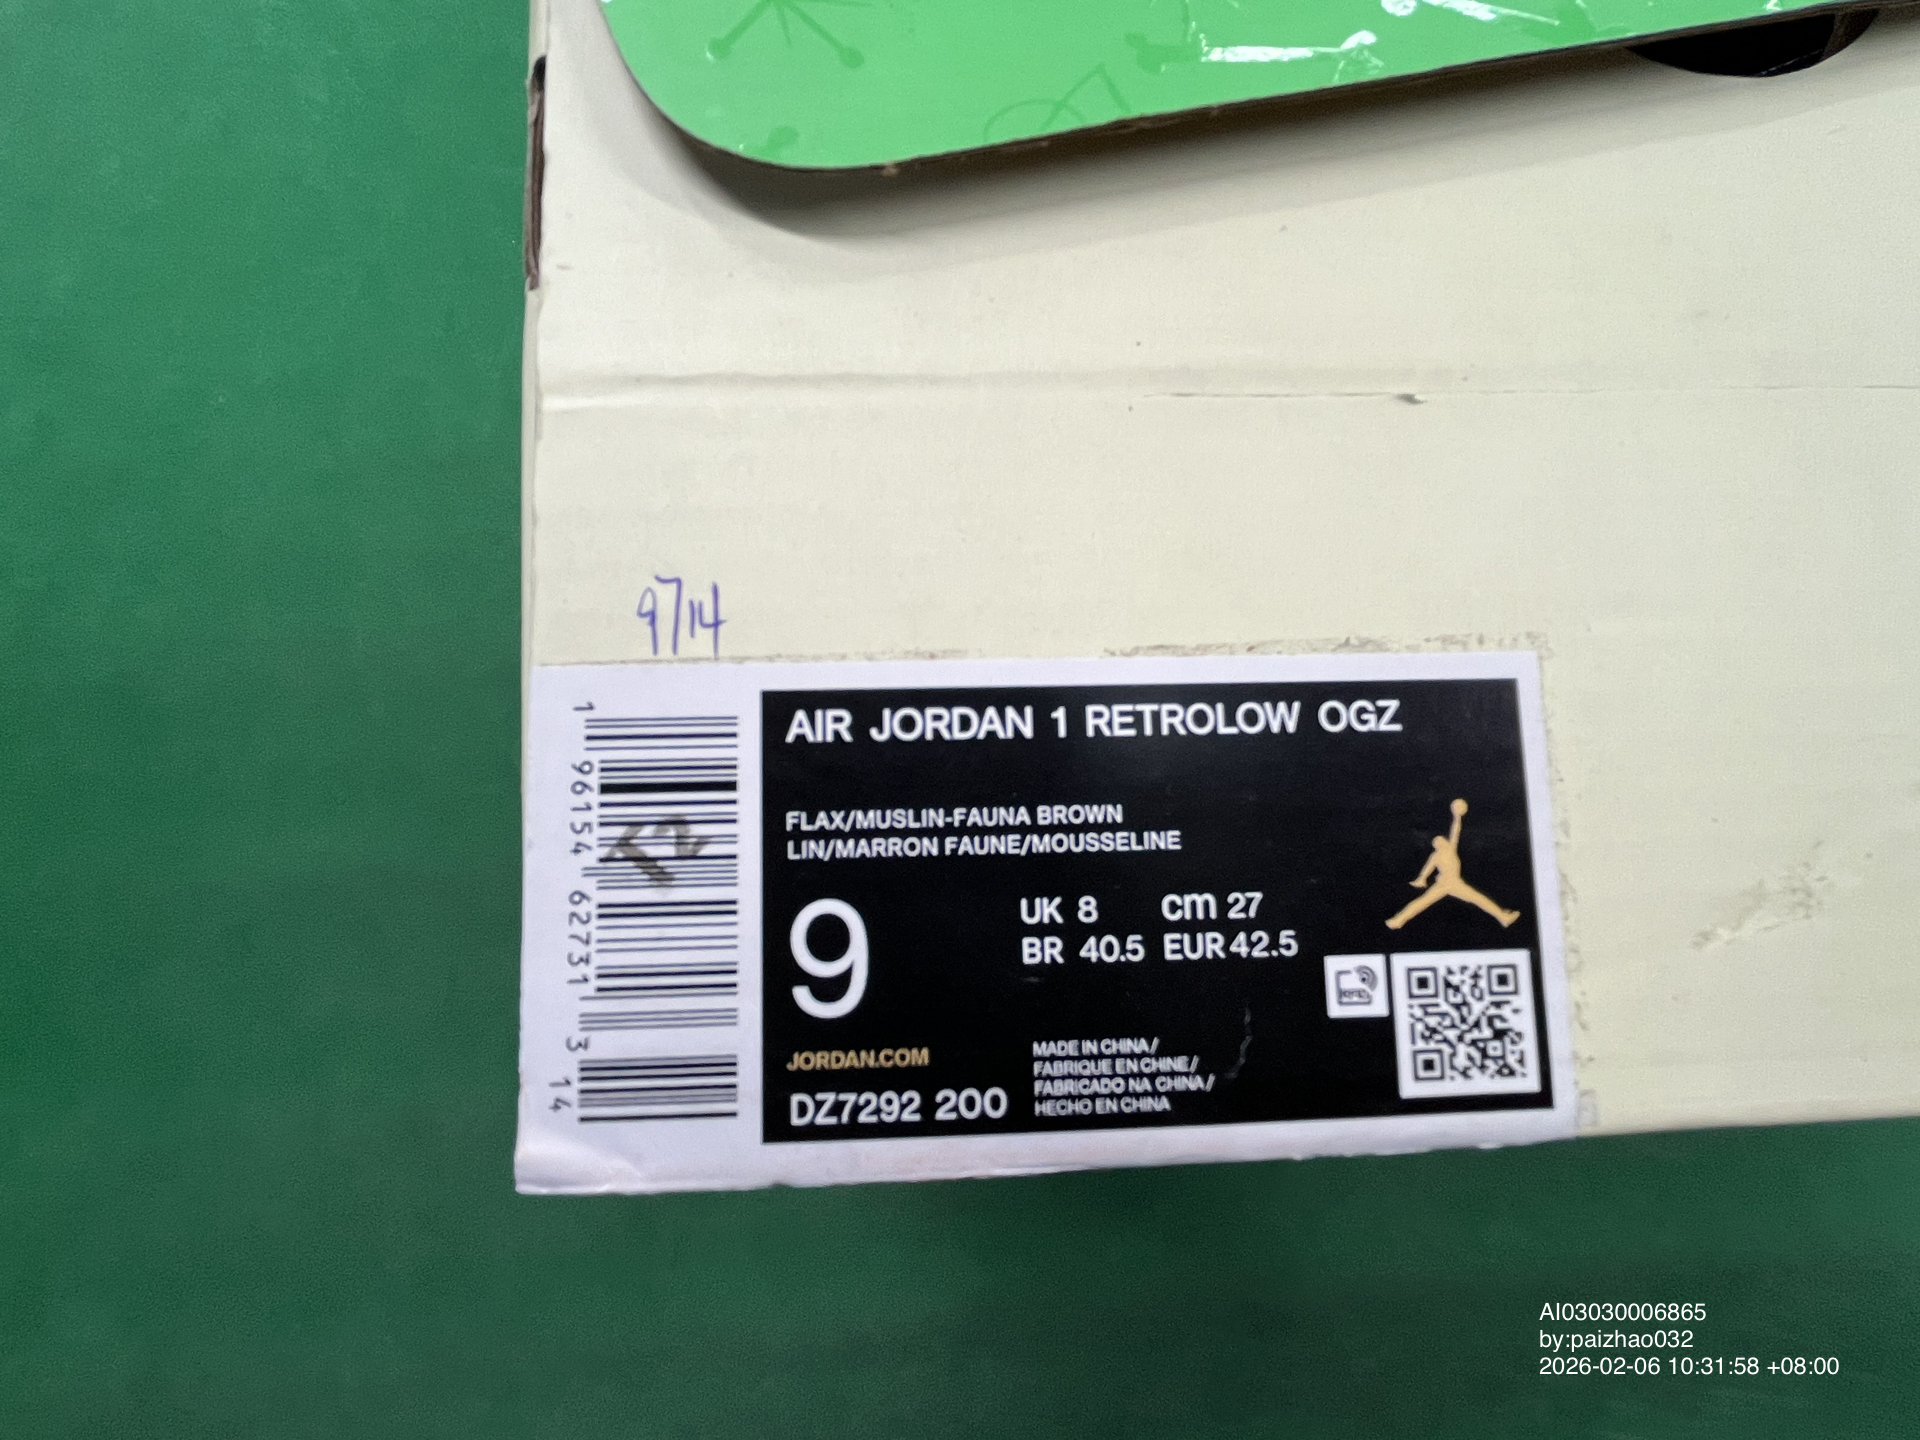 9714
1 96154 62731 3 14
AIR JORDAN 1 RETROLOW OGZ
FLAX/MUSLIN-FAUNA BROWN
LIN/MARRON FAUNE/MOUSSELINE
9
UK 8 cm 27
BR 40.5 EUR 42.5
RFID
JORDAN.COM
DZ7292 200
MADE IN CHINA/
FABRIQUE EN CHINE/
FABRICADO NA CHINA/
HECHO EN CHINA
AI03030006865
by:paizhao032
2026-02-06 10:31:58 +08:00